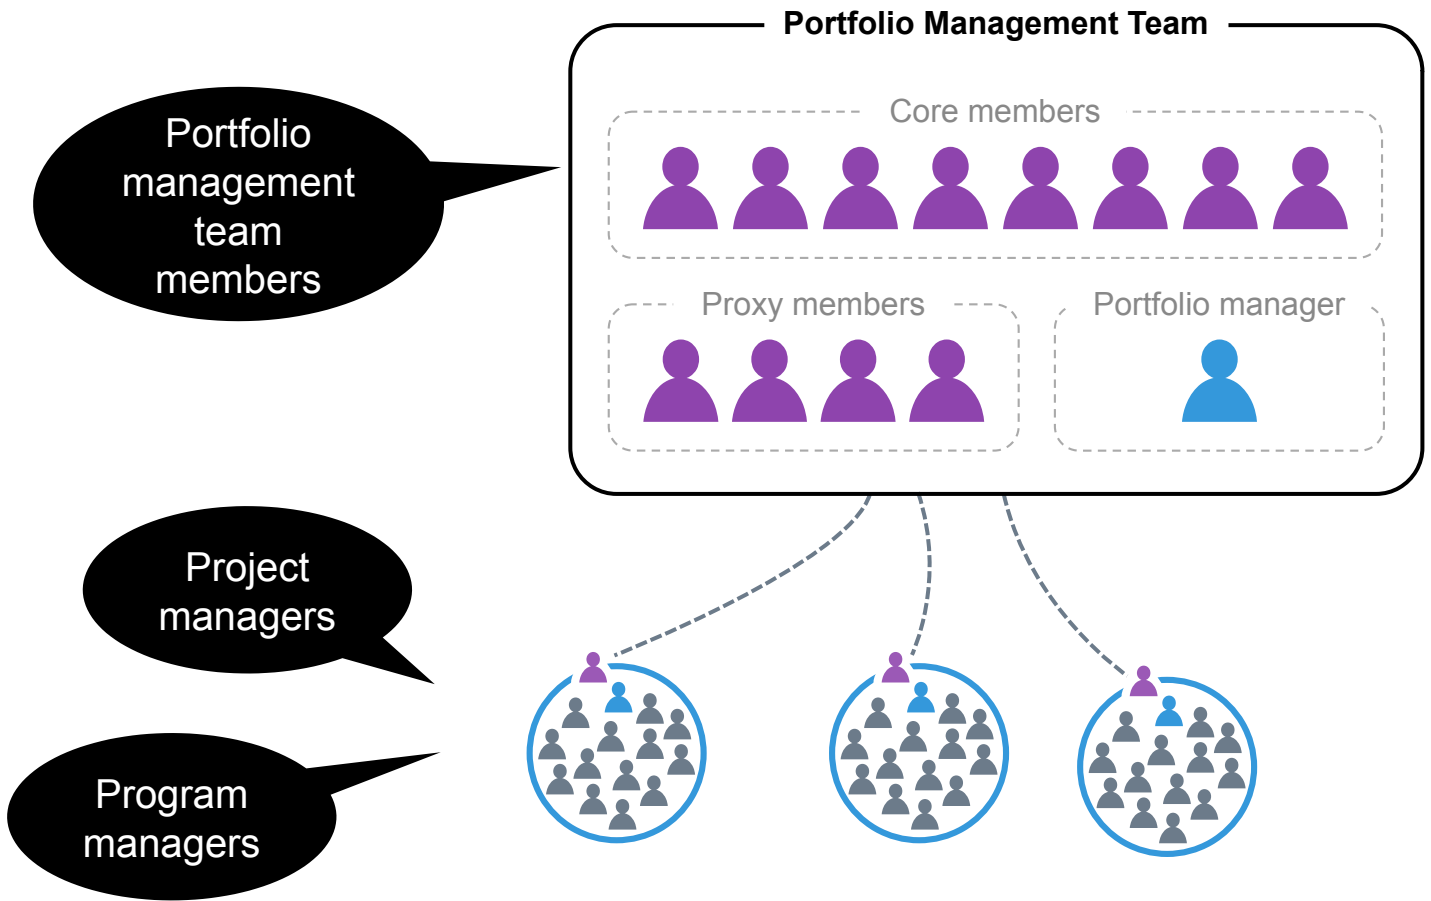 Portfolio Management Team
Core members
Portfolio
management
team
members
Proxy members
Portfolio manager
Project
managers
Program
managers